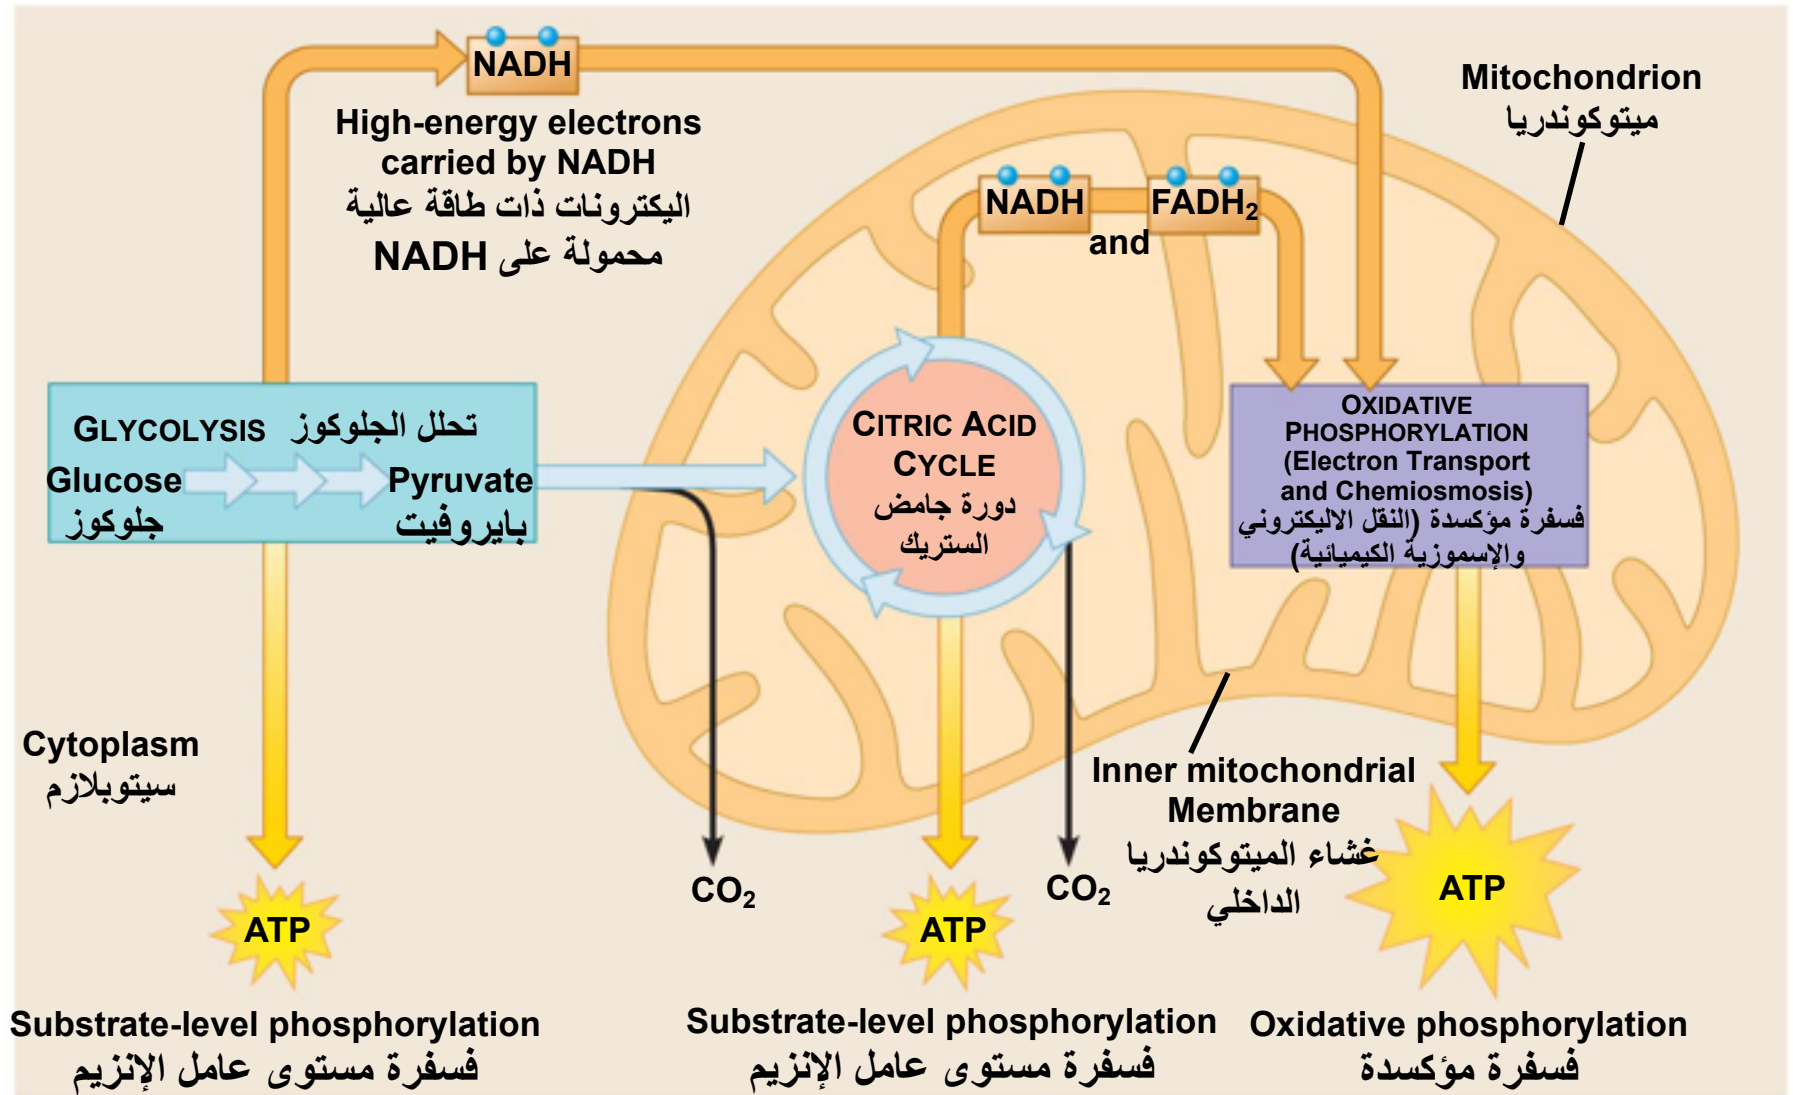 NADH
High-energy electrons
carried by NADH
اليكترونات ذات طاقة عالية
محمولة على NADH
Mitochondrion
ميتوكوندريا
NADH
and
FADH₂
GLYCOLYSIS تحلل الجلوكوز
Glucose
جلوكوز
Pyruvate
بايروفيت
CITRIC ACID
CYCLE
دورة جامض
الستريك
OXIDATIVE
PHOSPHORYLATION
(Electron Transport
and Chemiosmosis)
فسفرة مؤكسدة (النقل الاليكتروني
والإسموزية الكيميائية)
Cytoplasm
سيتوبلازم
Inner mitochondrial
Membrane
غشاء الميتوكوندريا
الداخلي
ATP
CO₂
ATP
CO₂
ATP
Substrate-level phosphorylation
فسفرة مستوى عامل الإنزيم
Substrate-level phosphorylation
فسفرة مستوى عامل الإنزيم
Oxidative phosphorylation
فسفرة مؤكسدة